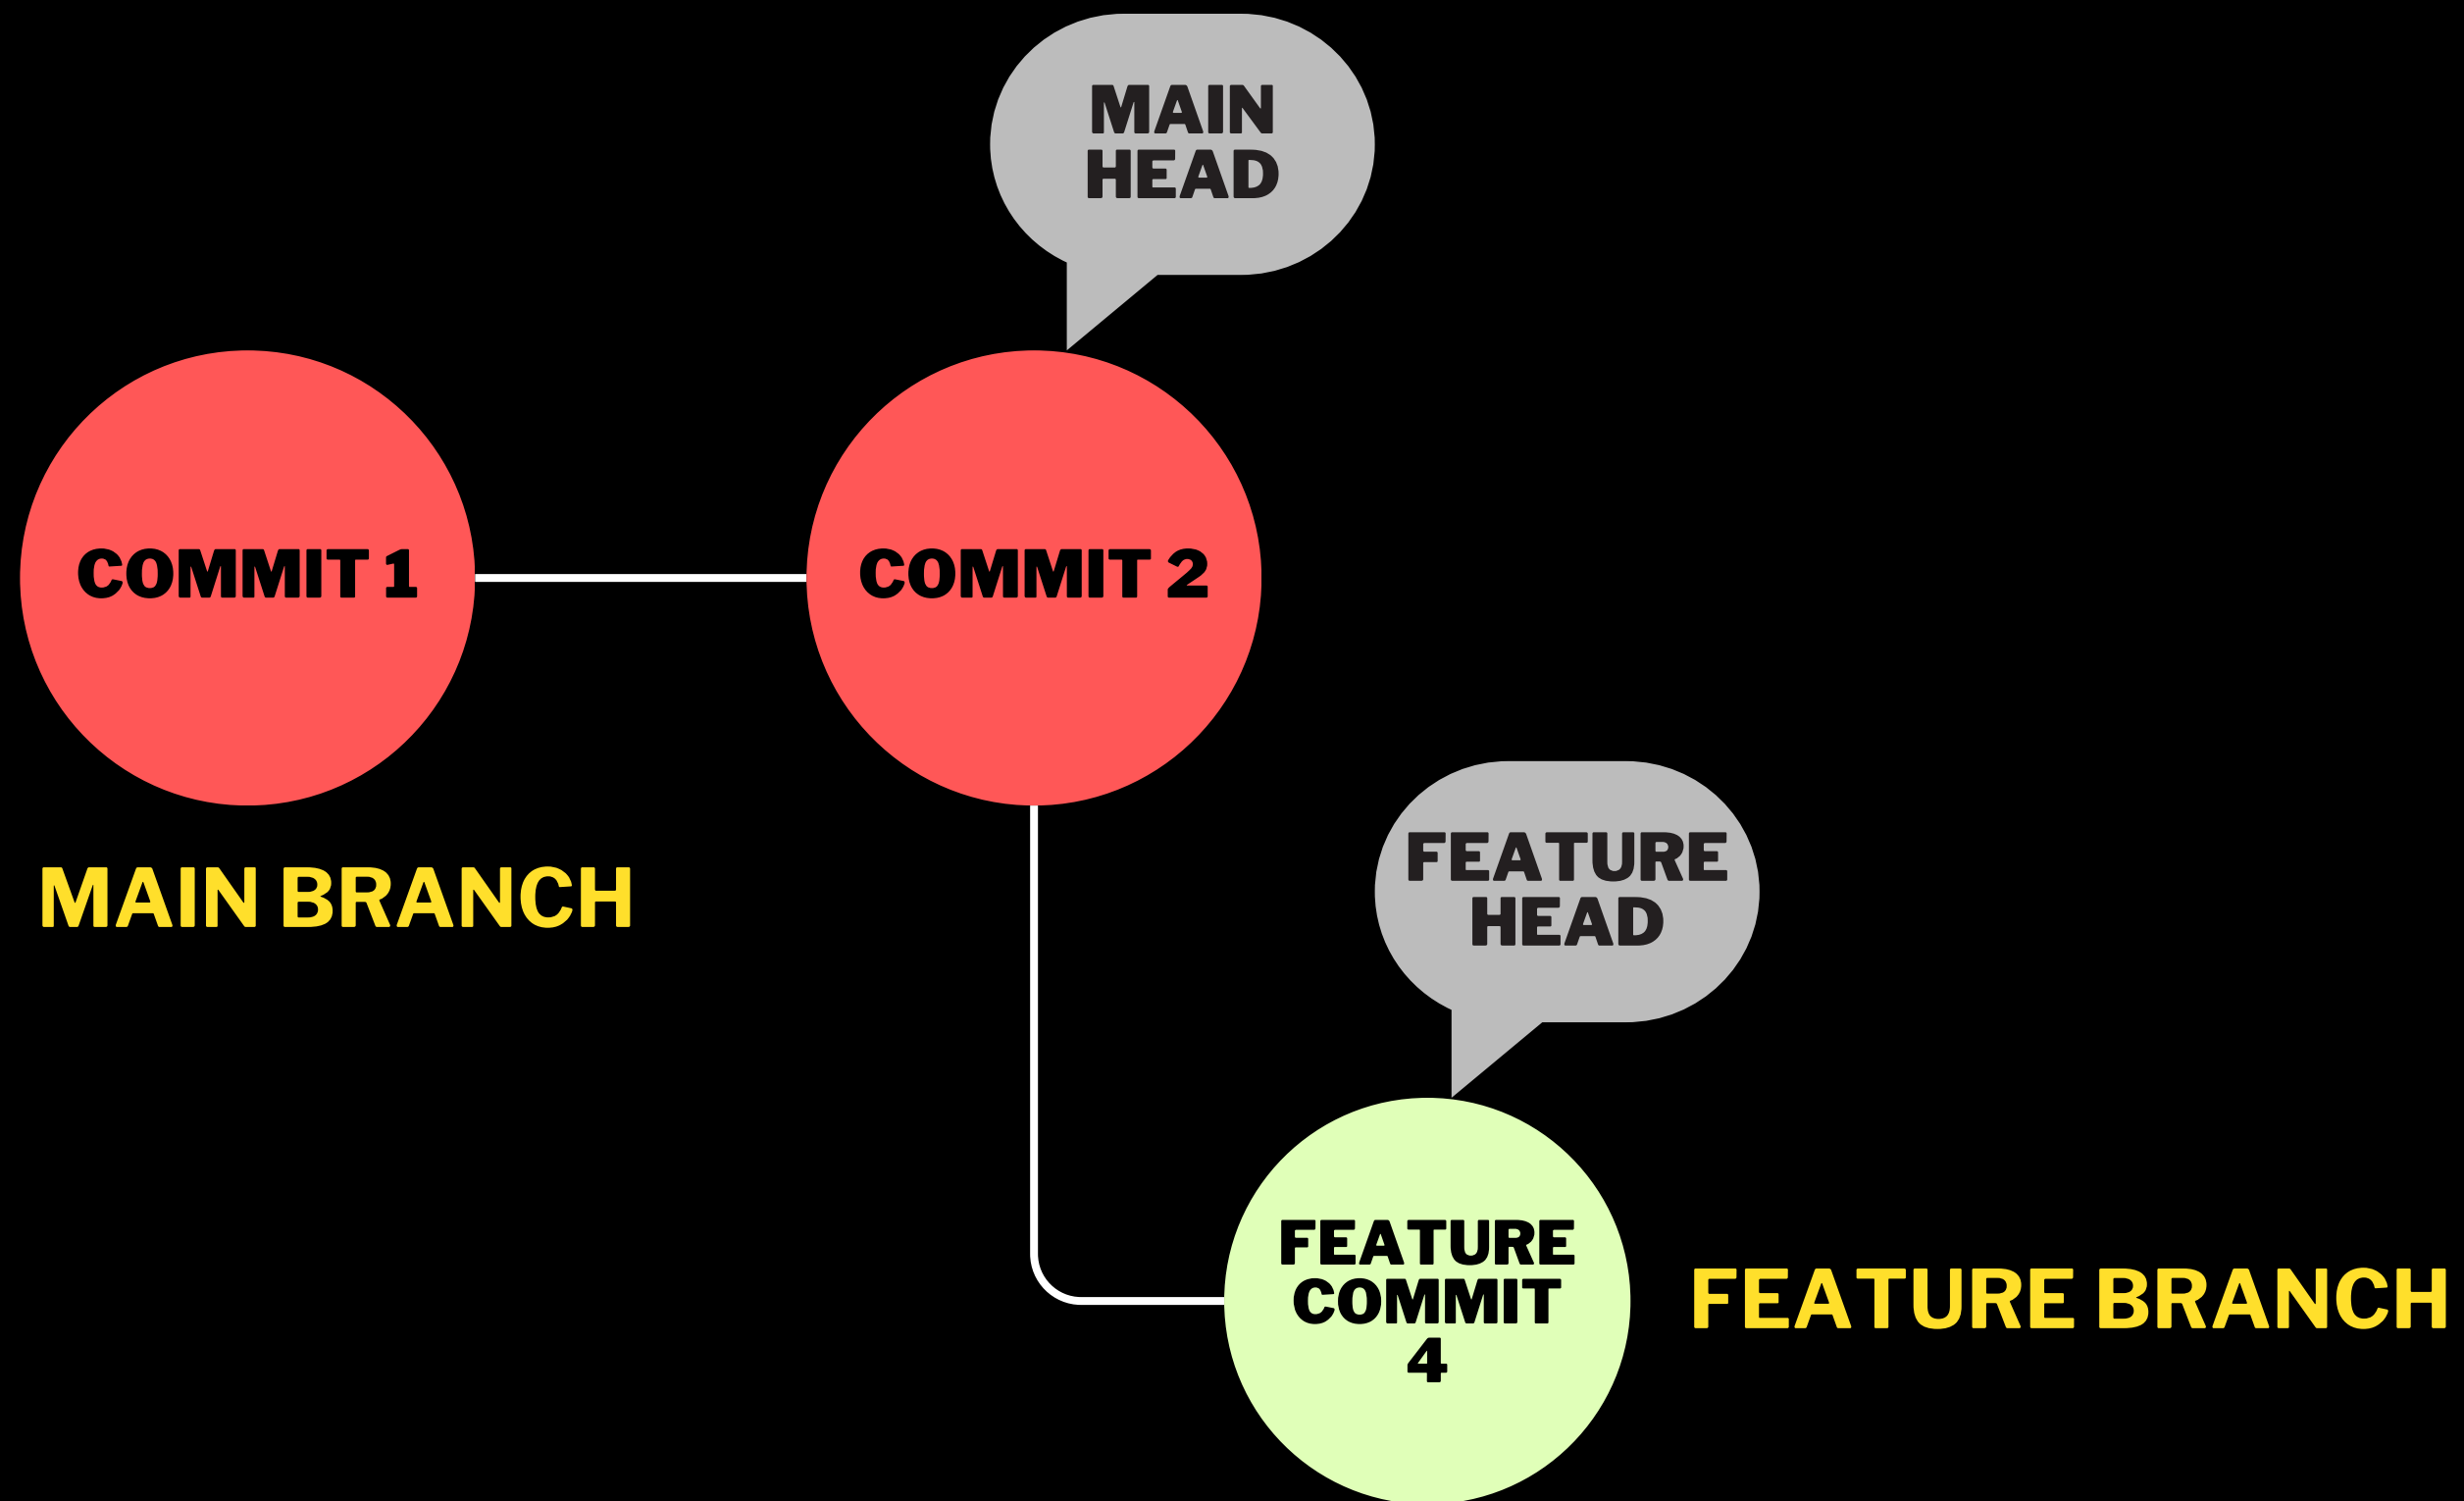 MAIN
HEAD
COMMIT 1
COMMIT 2
MAIN BRANCH
FEATURE
HEAD
FEATURE
COMMIT
4
FEATURE BRANCH